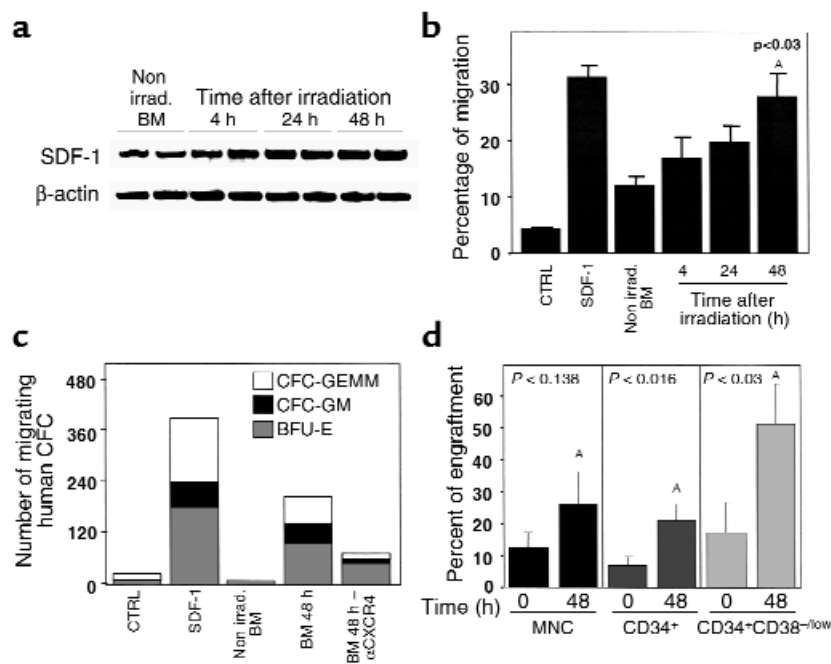 a
Non
irrad.
BM
Time after irradiation
4 h 24 h 48 h
SDF-1
β-actin
b
p<0.03
A
Percentage of migration
30
20
10
0
CTRL
SDF-1
Non irrad.
BM
4 24 48
Time after
irradiation (h)
c
Number of migrating
human CFC
480
360
240
120
0
CFC-GEMM
CFC-GM
BFU-E
CTRL
SDF-1
Non irrad.
BM
BM 48 h
BM 48 h –
αCXCR4
d
Percent of engraftment
60
50
40
30
20
10
0
P < 0.138 P < 0.016 P < 0.03
A A A
Time (h) 0 48 0 48 0 48
MNC CD34+ CD34+CD38–/low